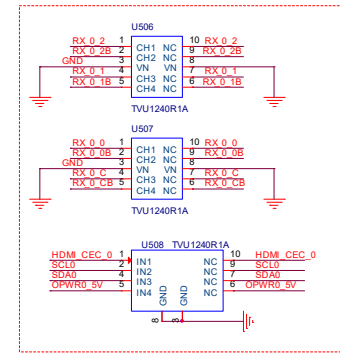 U506
RX_0_2 1 CH1 NC 10 RX_0_2
RX_0_2B 2 CH2 NC 9 RX_0_2B
GND 3 VN VN 8
RX_0_1 4 CH3 NC 7 RX_0_1
RX_0_1B 5 CH4 NC 6 RX_0_1B
TVU1240R1A
U507
RX_0_0 1 CH1 NC 10 RX_0_0
RX_0_0B 2 CH2 NC 9 RX_0_0B
GND 3 VN VN 8
RX_0_C 4 CH3 NC 7 RX_0_C
RX_0_CB 5 CH4 NC 6 RX_0_CB
TVU1240R1A
U508 TVU1240R1A
HDMI_CEC_0 1 IN1 NC 10 HDMI_CEC_0
SCL0 2 IN2 NC 9 SCL0
SDA0 4 IN3 NC 7 SDA0
OPWR0_5V 5 IN4 NC 6 OPWR0_5V
GND GND
8 3